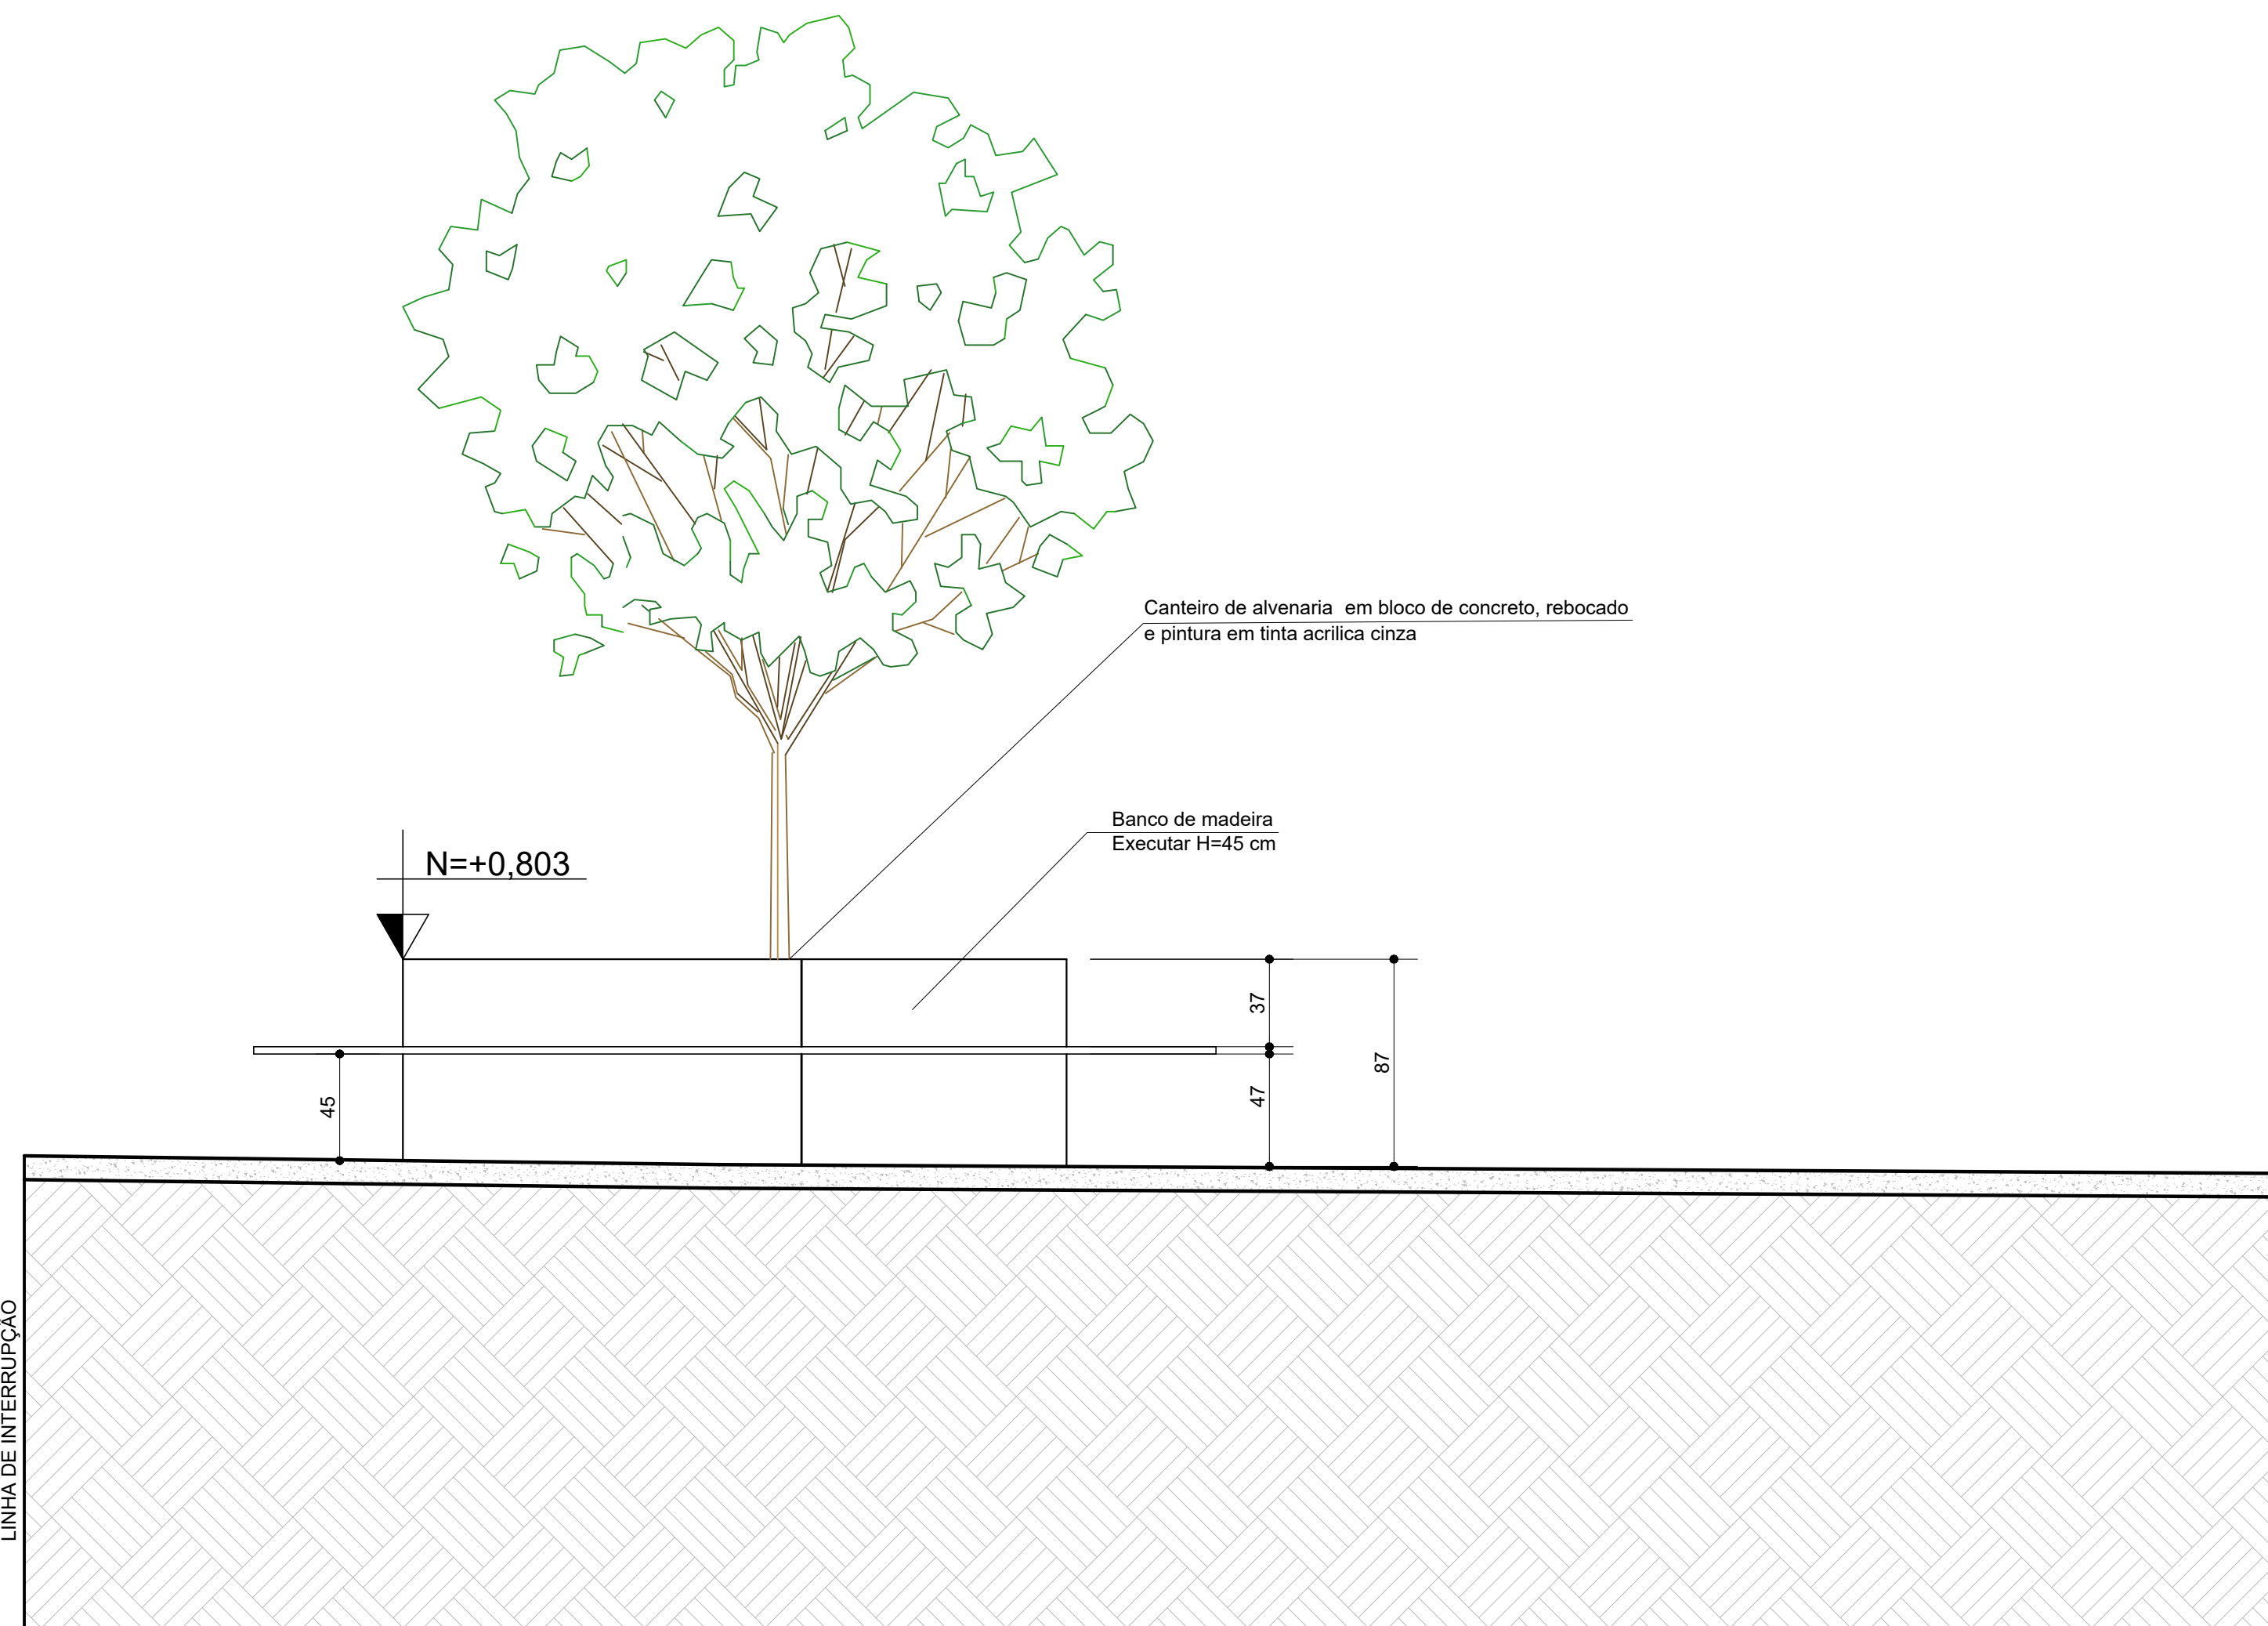 Canteiro de alvenaria  em bloco de concreto, rebocado
e pintura em tinta acrilica cinza
Banco de madeira
Executar H=45 cm
N=+0,803
37
87
47
45
LINHA DE INTERRUPÇÃO